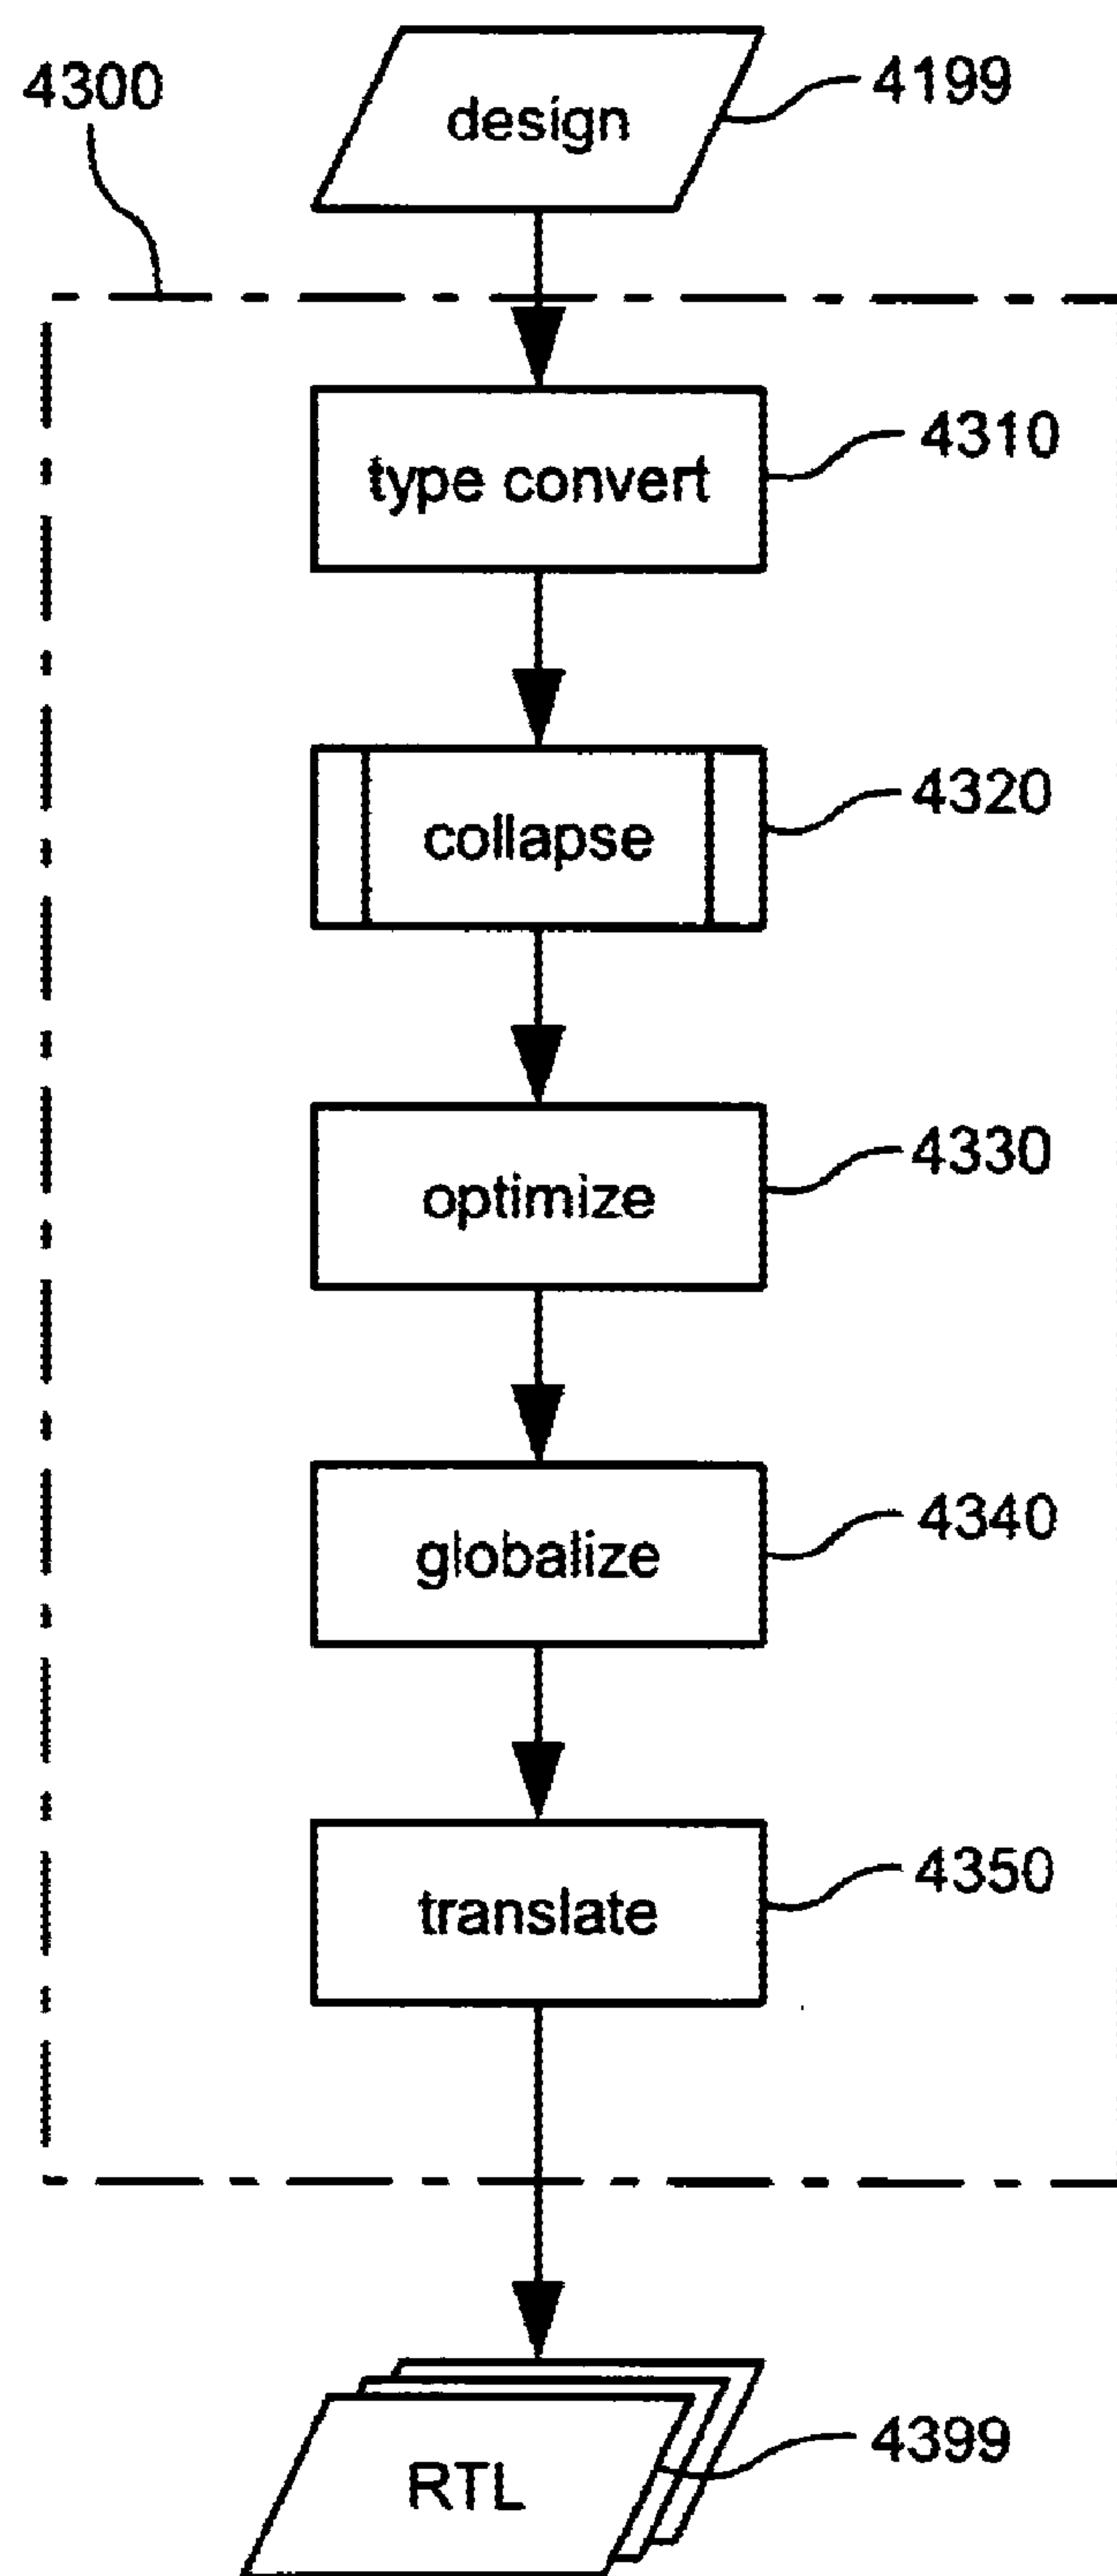 4300
design
4199
type convert
4310
collapse
4320
optimize
4330
globalize
4340
translate
4350
RTL
4399